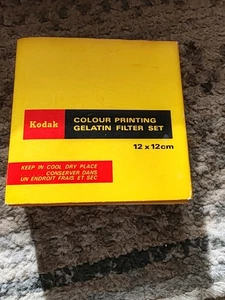 Kodak
COLOUR PRINTING
GELATIN FILTER SET
12 x 12cm
KEEP IN COOL DRY PLACE
CONSERVER DANS
UN ENDROIT FRAIS ET SEC